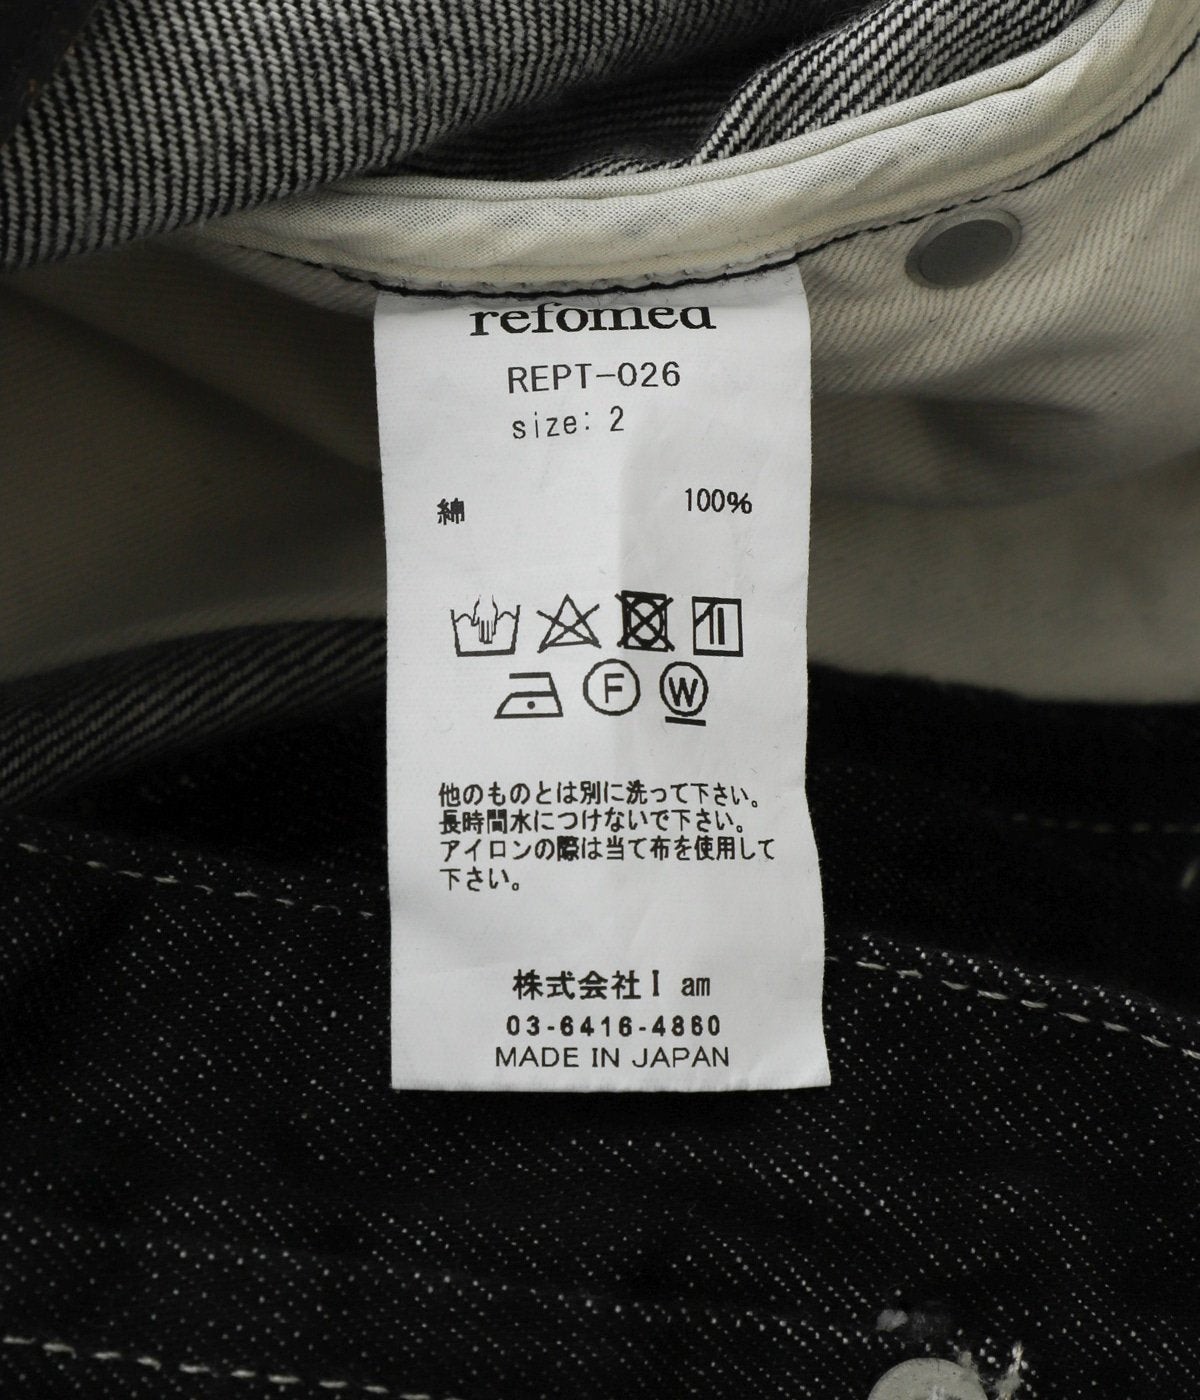 refomed
REPT-026
size: 2
綿 100%
F W
他のものとは別に洗って下さい。
長時間水につけないで下さい。
アイロンの際は当て布を使用して
下さい。
株式会社I am
03-6416-4860
MADE IN JAPAN